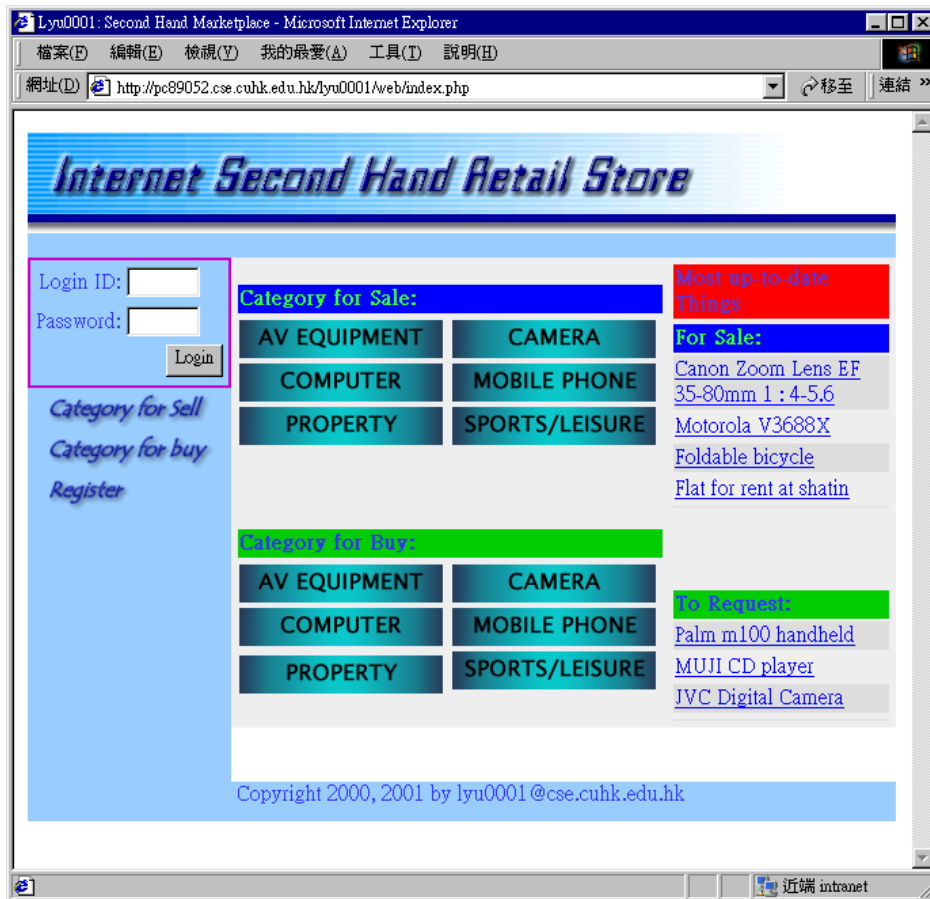 Lyu0001: Second Hand Marketplace - Microsoft Internet Explorer
檔案(F) 編輯(E) 檢視(V) 我的最愛(A) 工具(T) 說明(H)
網址(D) http://pc89052.cse.cuhk.edu.hk/lyu0001/web/index.php 移至 連結 »
Internet Second Hand Retail Store
Login ID:
Password:
Login
Category for Sell
Category for buy
Register
Category for Sale:
AV EQUIPMENT CAMERA
COMPUTER MOBILE PHONE
PROPERTY SPORTS/LEISURE
Category for Buy:
AV EQUIPMENT CAMERA
COMPUTER MOBILE PHONE
PROPERTY SPORTS/LEISURE
Most up-to-date
Things
For Sale:
Canon Zoom Lens EF
35-80mm 1 : 4-5.6
Motorola V3688X
Foldable bicycle
Flat for rent at shatin
To Request:
Palm m100 handheld
MUJI CD player
JVC Digital Camera
Copyright 2000, 2001 by lyu0001@cse.cuhk.edu.hk
近端 intranet